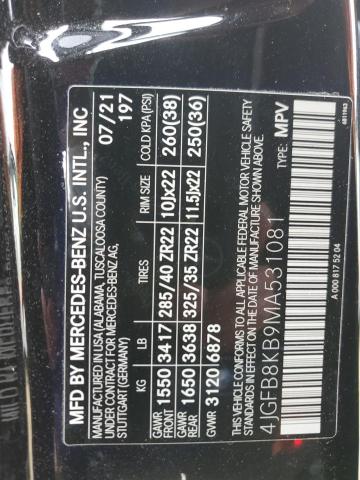 MFD BY MERCEDES-BENZ U.S. INTL., INC
MANUFACTURED IN USA (ALABAMA, TUSCALOOSA COUNTY) 07/21
UNDER CONTRACT FOR MERCEDES-BENZ AG, 197
STUTTGART (GERMANY)
KG LB TIRES RIM SIZE COLD KPA (PSI)
GAWR FRONT 1550 3417 285/40 ZR22 10Jx22 260(38)
GAWR REAR 1650 3638 325/35 ZR22 11.5Jx22 250(36)
GVWR 3120 6878
THIS VEHICLE CONFORMS TO ALL APPLICABLE FEDERAL MOTOR VEHICLE SAFETY
STANDARDS IN EFFECT ON THE DATE OF MANUFACTURE SHOWN ABOVE.
4JGFB8KB9MA531081 TYPE: MPV
A 000 817 52 04